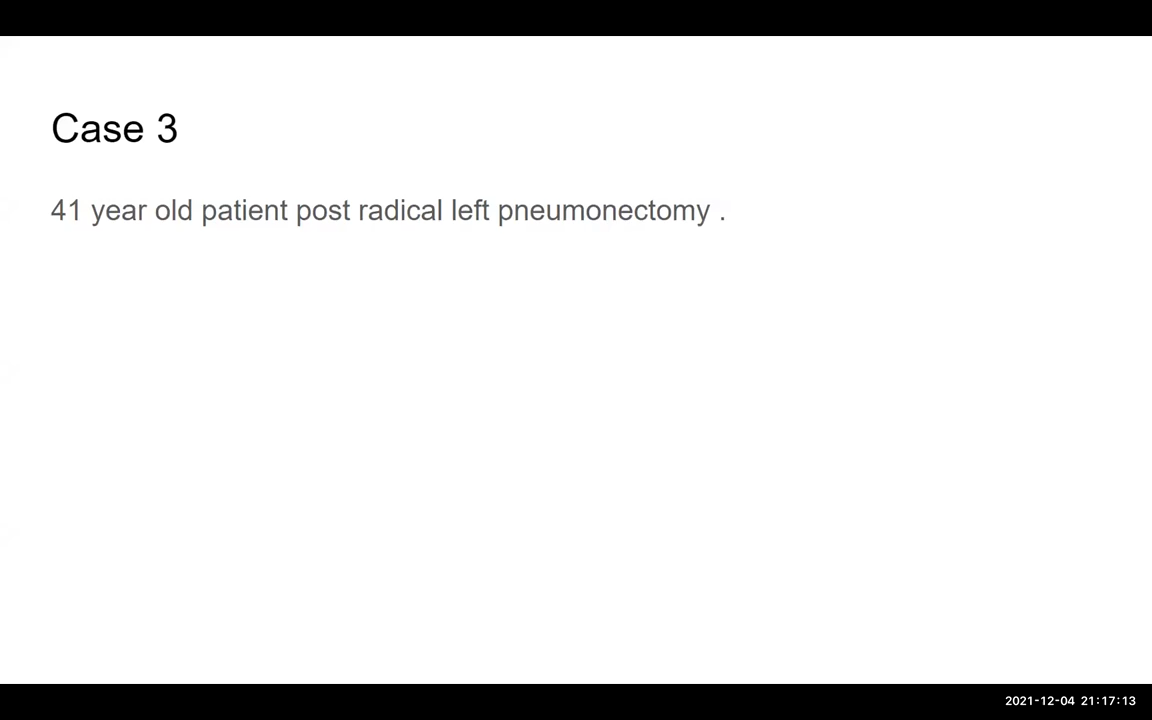 Case 3
41 year old patient post radical left pneumonectomy .
2021-12-04 21:17:13